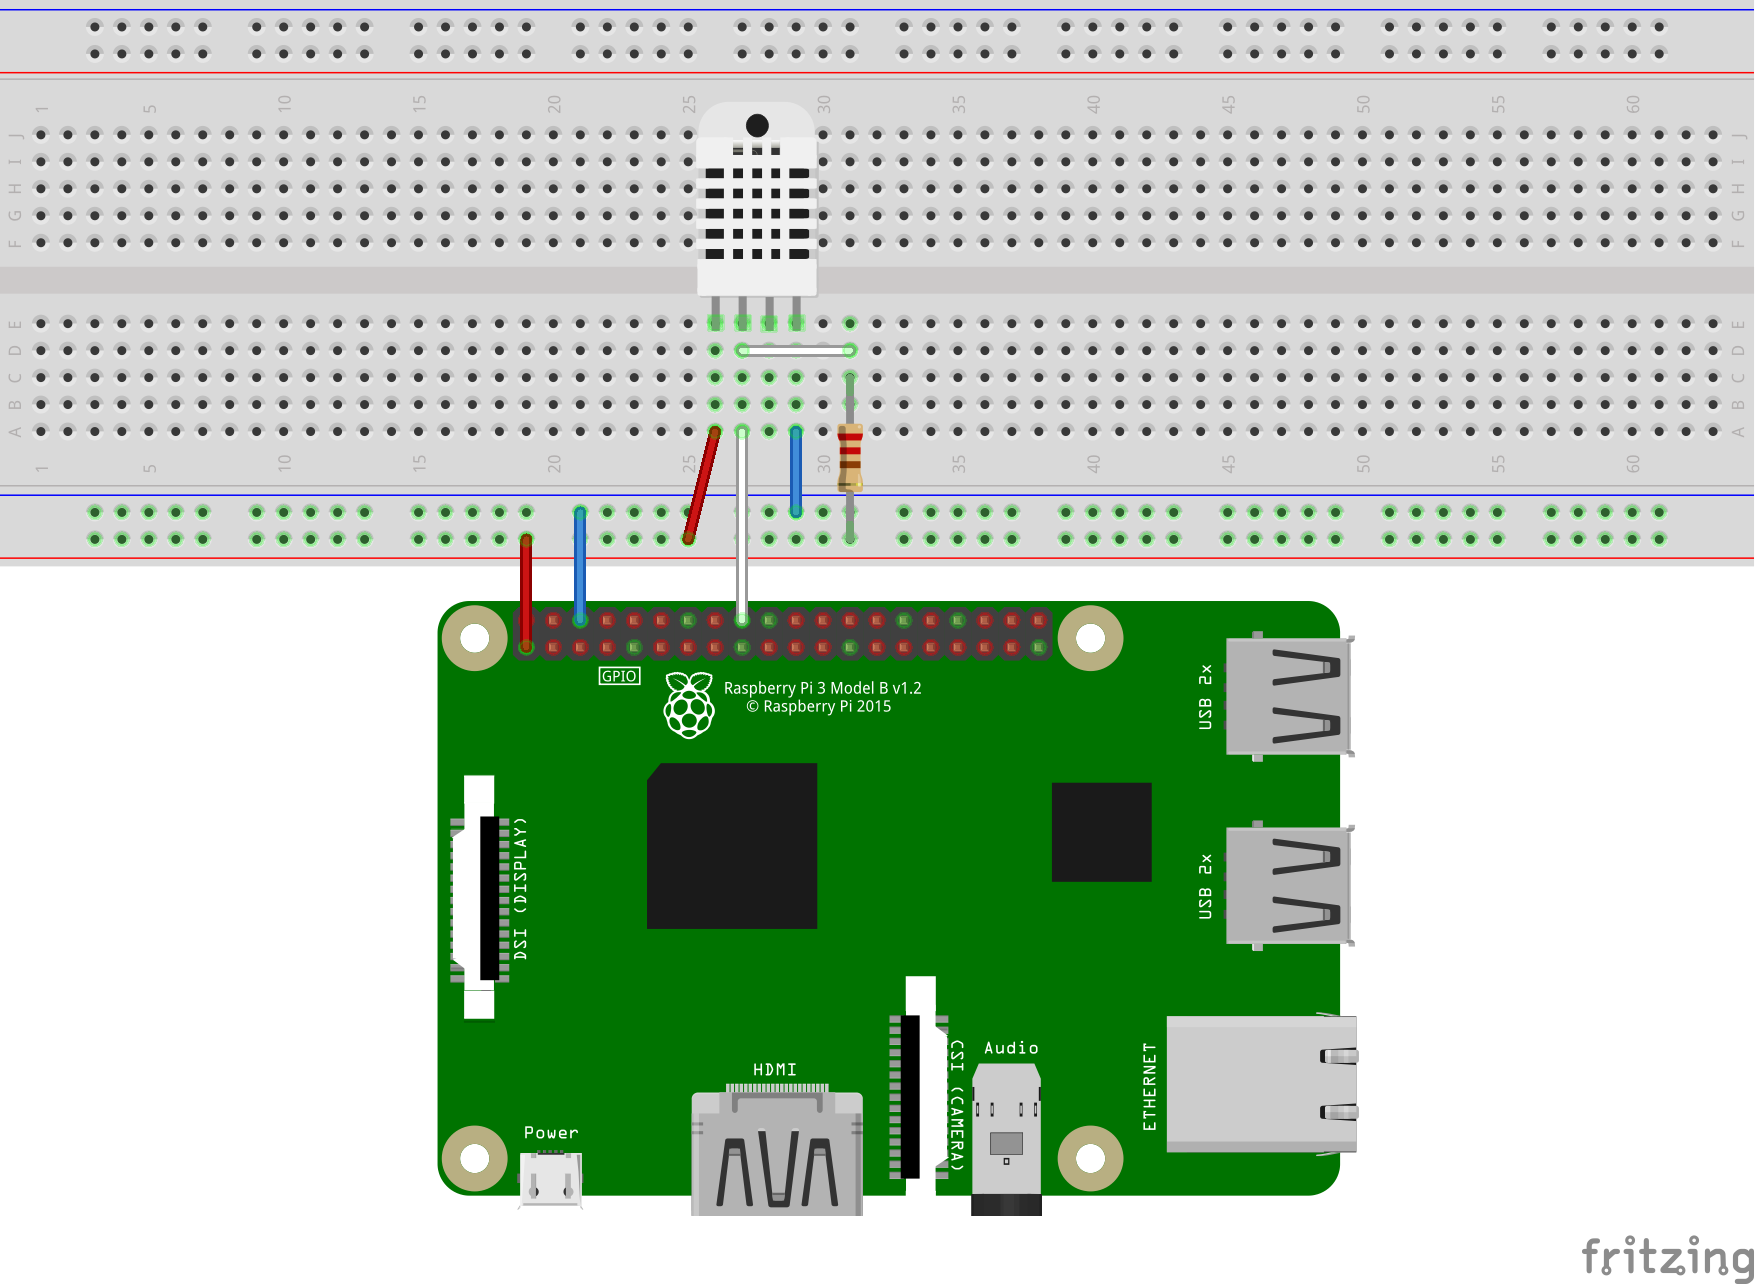 1 5 10 15 20 25 30 35 40 45 50 55 60
J J
I I
H H
G G
F F
E E
D D
C C
B B
A A
1 5 10 15 20 25 30 35 40 45 50 55 60
GPIO
Raspberry Pi 3 Model B v1.2
© Raspberry Pi 2015
USB 2x
DSI (DISPLAY)
USB 2x
HDMI
CSI (CAMERA)
Audio
ETHERNET
Power
fritzing